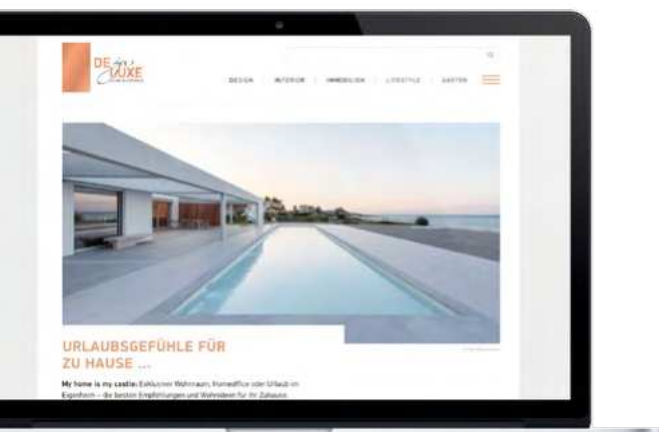 DE
LUXE
DESIGN | INTERIOR | IMMOBILIEN | LIFESTYLE | GARTEN
URLAUBSGEFÜHLE FÜR
ZU HAUSE ...
My home is my castle: Exklusiver Wohnraum, Homeoffice oder Urlaub im
Eigenheim – die besten Empfehlungen und Wohnideen für Ihr Zuhause.